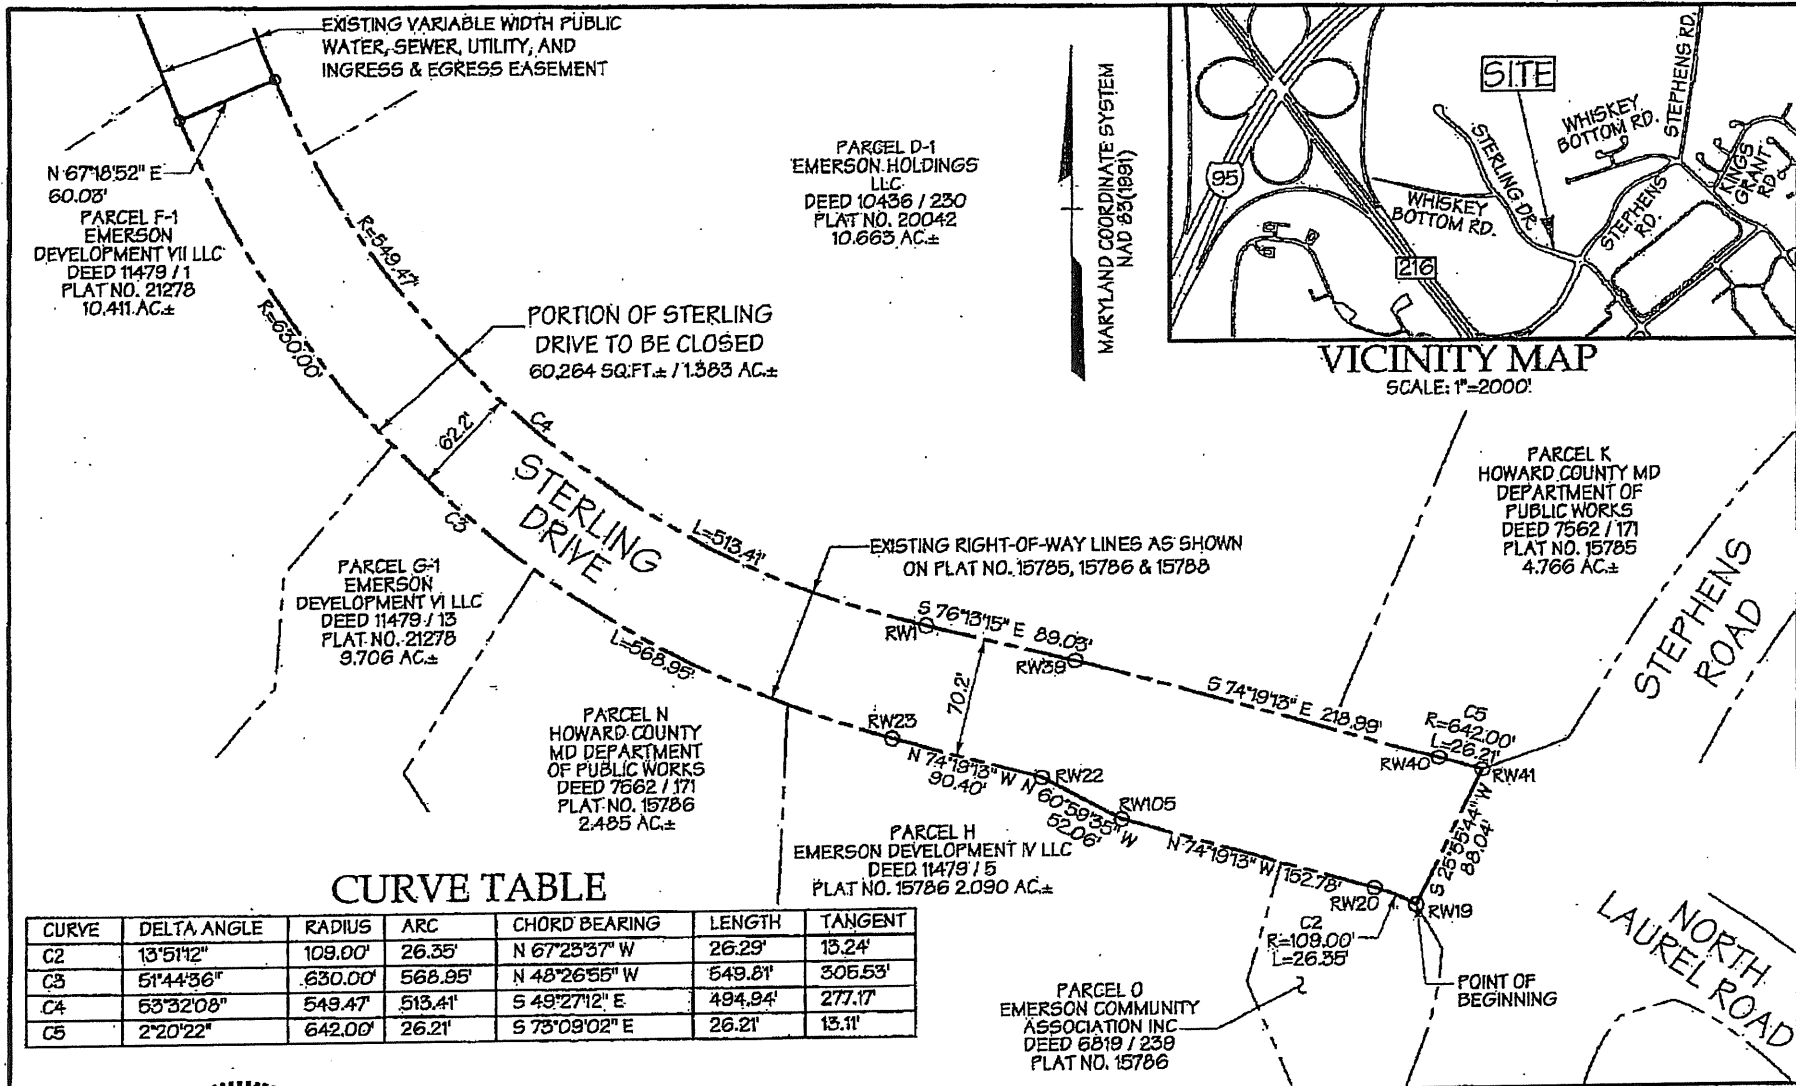 EXISTING VARIABLE WIDTH PUBLIC
WATER, SEWER, UTILITY, AND
INGRESS & EGRESS EASEMENT
N 67°18'52" E
60.03'
PARCEL F-1
EMERSON
DEVELOPMENT VII LLC
DEED 11479 / 1
PLAT NO. 21278
10.411 AC.±
R=549.47'
R=630.00'
PARCEL D-1
EMERSON HOLDINGS
LLC
DEED 10436 / 230
PLAT NO. 20042
10.663 AC.±
MARYLAND COORDINATE SYSTEM
NAD 83(1991)
SITE
95
216
WHISKEY
BOTTOM RD.
STERLING DR.
WHISKEY
BOTTOM RD.
STEPHENS RD.
STEPHENS
RD.
KINGS
GRANT
RD.
VICINITY MAP
SCALE: 1"=2000'
PORTION OF STERLING
DRIVE TO BE CLOSED
60,264 SQ.FT.± / 1.383 AC.±
62.2'
C4
C3
STERLING
DRIVE
L=513.41'
L=568.95'
EXISTING RIGHT-OF-WAY LINES AS SHOWN
ON PLAT NO. 15785, 15786 & 15788
PARCEL K
HOWARD COUNTY MD
DEPARTMENT OF
PUBLIC WORKS
DEED 7562 / 171
PLAT NO. 15785
4.766 AC.±
STEPHENS
ROAD
PARCEL G-1
EMERSON
DEVELOPMENT VI LLC
DEED 11479 / 13
PLAT NO. 21278
9.706 AC.±
RW1
S 76°13'15" E 89.03'
RW39
70.2'
S 74°19'13" E 218.99'
C5
R=642.00'
L=26.21'
RW40
RW41
S 25°55'44" W
88.04'
PARCEL N
HOWARD COUNTY
MD DEPARTMENT
OF PUBLIC WORKS
DEED 7562 / 171
PLAT NO. 15786
2.485 AC.±
RW23
N 74°19'13" W
90.40'
RW22
N 60°59'35" W
52.06'
RW105
N 74°19'13" W 152.78'
RW20
RW19
C2
R=109.00'
L=26.35'
PARCEL H
EMERSON DEVELOPMENT IV LLC
DEED 11479 / 5
PLAT NO. 15786 2.090 AC.±
POINT OF
BEGINNING
NORTH
LAUREL ROAD
PARCEL O
EMERSON COMMUNITY
ASSOCIATION INC
DEED 6819 / 239
PLAT NO. 15786
CURVE TABLE
CURVE DELTA ANGLE RADIUS ARC CHORD BEARING LENGTH TANGENT
C2 13°51'12" 109.00' 26.35' N 67°23'37" W 26.29' 13.24'
C3 51°44'36" 630.00' 568.95' N 48°26'55" W 549.81' 305.53'
C4 53°32'08" 549.47' 513.41' S 49°27'12" E 494.94' 277.17'
C5 2°20'22" 642.00' 26.21' S 73°09'02" E 26.21' 13.11'